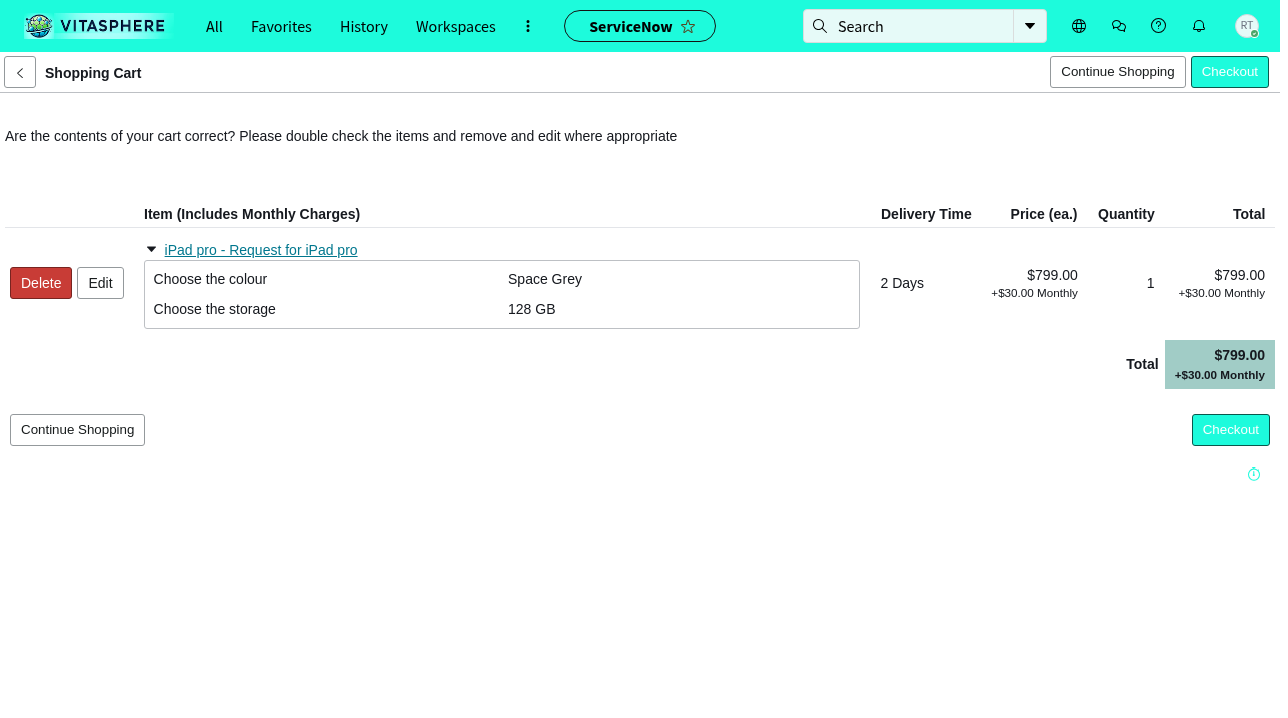 VITASPHERE All Favorites History Workspaces ServiceNow Search RT
Shopping Cart Continue Shopping Checkout
Are the contents of your cart correct? Please double check the items and remove and edit where appropriate
Item (Includes Monthly Charges) Delivery Time Price (ea.) Quantity Total
iPad pro - Request for iPad pro
Delete Edit Choose the colour Space Grey 2 Days $799.00 1 $799.00
+$30.00 Monthly +$30.00 Monthly
Choose the storage 128 GB
Total $799.00
+$30.00 Monthly
Continue Shopping Checkout